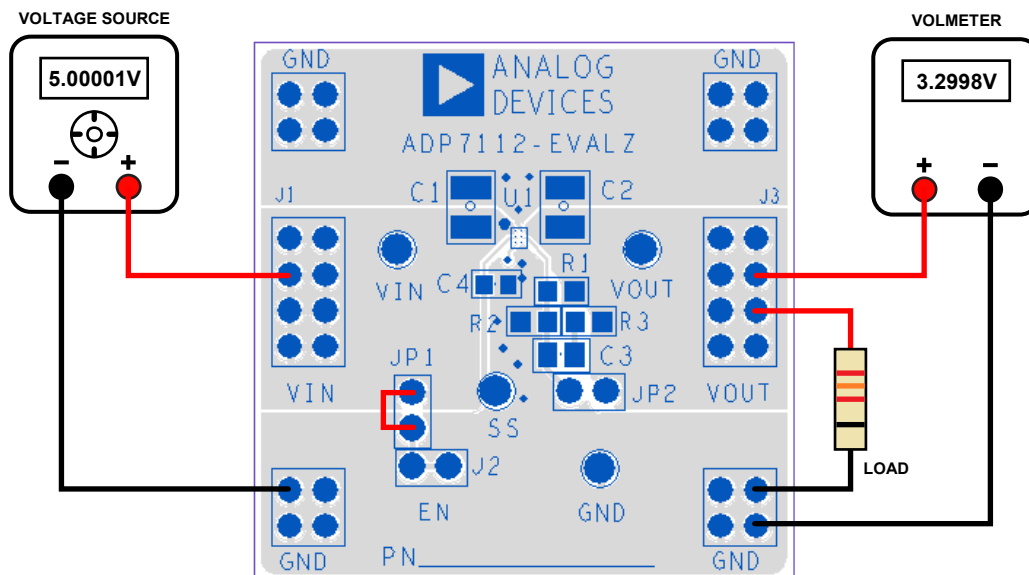 VOLTAGE SOURCE
VOLMETER
5.00001V
3.2998V
− +
+ −
GND
ANALOG
DEVICES
GND
ADP7112-EVALZ
J1
C1
U1
C2
J3
VIN
C4
R1
VOUT
R2
R3
JP1
C3
VIN
SS
JP2
VOUT
J2
LOAD
EN
GND
GND
PN
GND